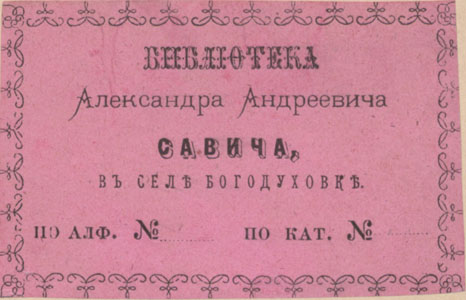 БИБЛІОТЕКА
Александра Андреевича
САВИЧА,
ВЪ СЕЛѢ БОГОДУХОВКѢ.
ПО АЛФ. № ПО КАТ. №